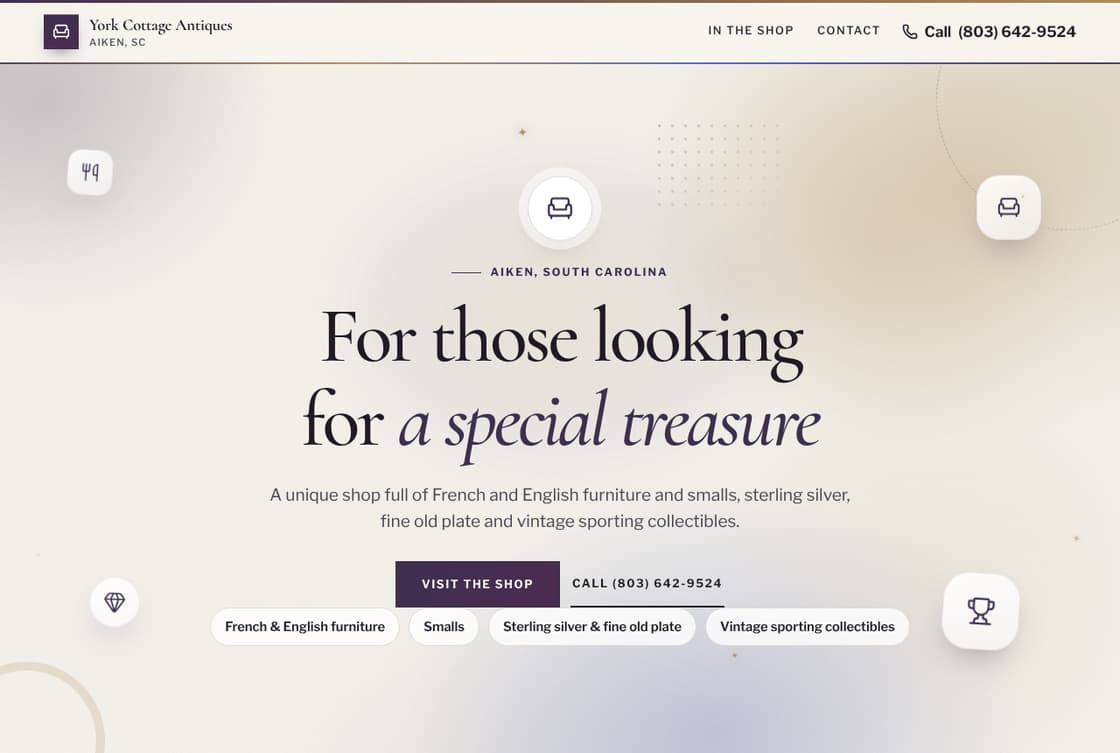 York Cottage Antiques
AIKEN, SC
IN THE SHOP
CONTACT
Call (803) 642-9524
AIKEN, SOUTH CAROLINA
For those looking
for a special treasure
A unique shop full of French and English furniture and smalls, sterling silver,
fine old plate and vintage sporting collectibles.
VISIT THE SHOP
CALL (803) 642-9524
French & English furniture
Smalls
Sterling silver & fine old plate
Vintage sporting collectibles